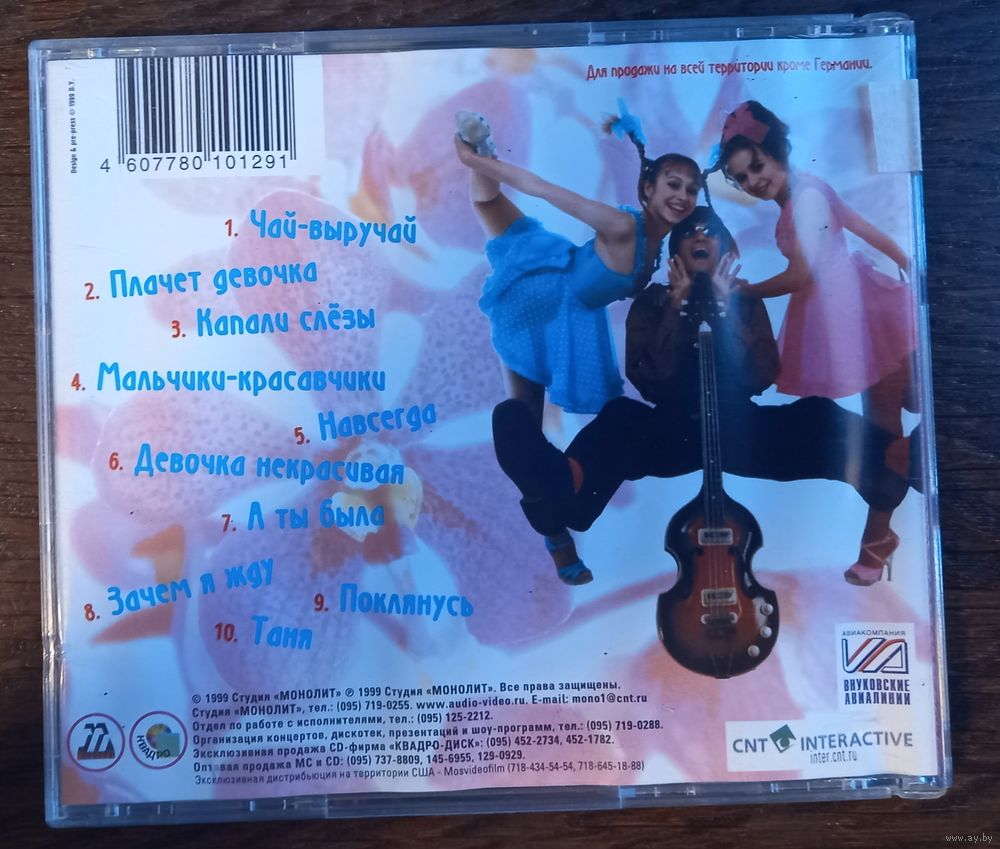 Для продажи на всей территории кроме Германии.
Design & pre-press © 1999 B.Y.
4 607780 101291
1. Чай-выручай
2. Плачет девочка
3. Капали слёзы
4. Мальчики-красавчики
5. Навсегда
6. Девочка некрасивая
7. А ты была
8. Зачем я жду
9. Поклянусь
10. Таня
© 1999 Студия «МОНОЛИТ» ℗ 1999 Студия «МОНОЛИТ». Все права защищены.
Студия «МОНОЛИТ», тел.: (095) 719-0255. www.audio-video.ru. E-mail: mono1@cnt.ru
Отдел по работе с исполнителями, тел.: (095) 125-2212.
Организация концертов, дискотек, презентаций и шоу-программ, тел.: (095) 719-0288.
Эксклюзивная продажа CD-фирма «КВАДРО-ДИСК»: (095) 452-2734, 452-1782.
Оптовая продажа МС и CD: (095) 737-8809, 145-6955, 129-0929.
Эксклюзивная дистрибьюция на территории США - Mosvideofilm (718-434-54-54, 718-645-18-88)
КВАДРО
АВИАКОМПАНИЯ
ВНУКОВСКИЕ
АВИАЛИНИИ
CNT INTERACTIVE
inter.cnt.ru
www.ay.by